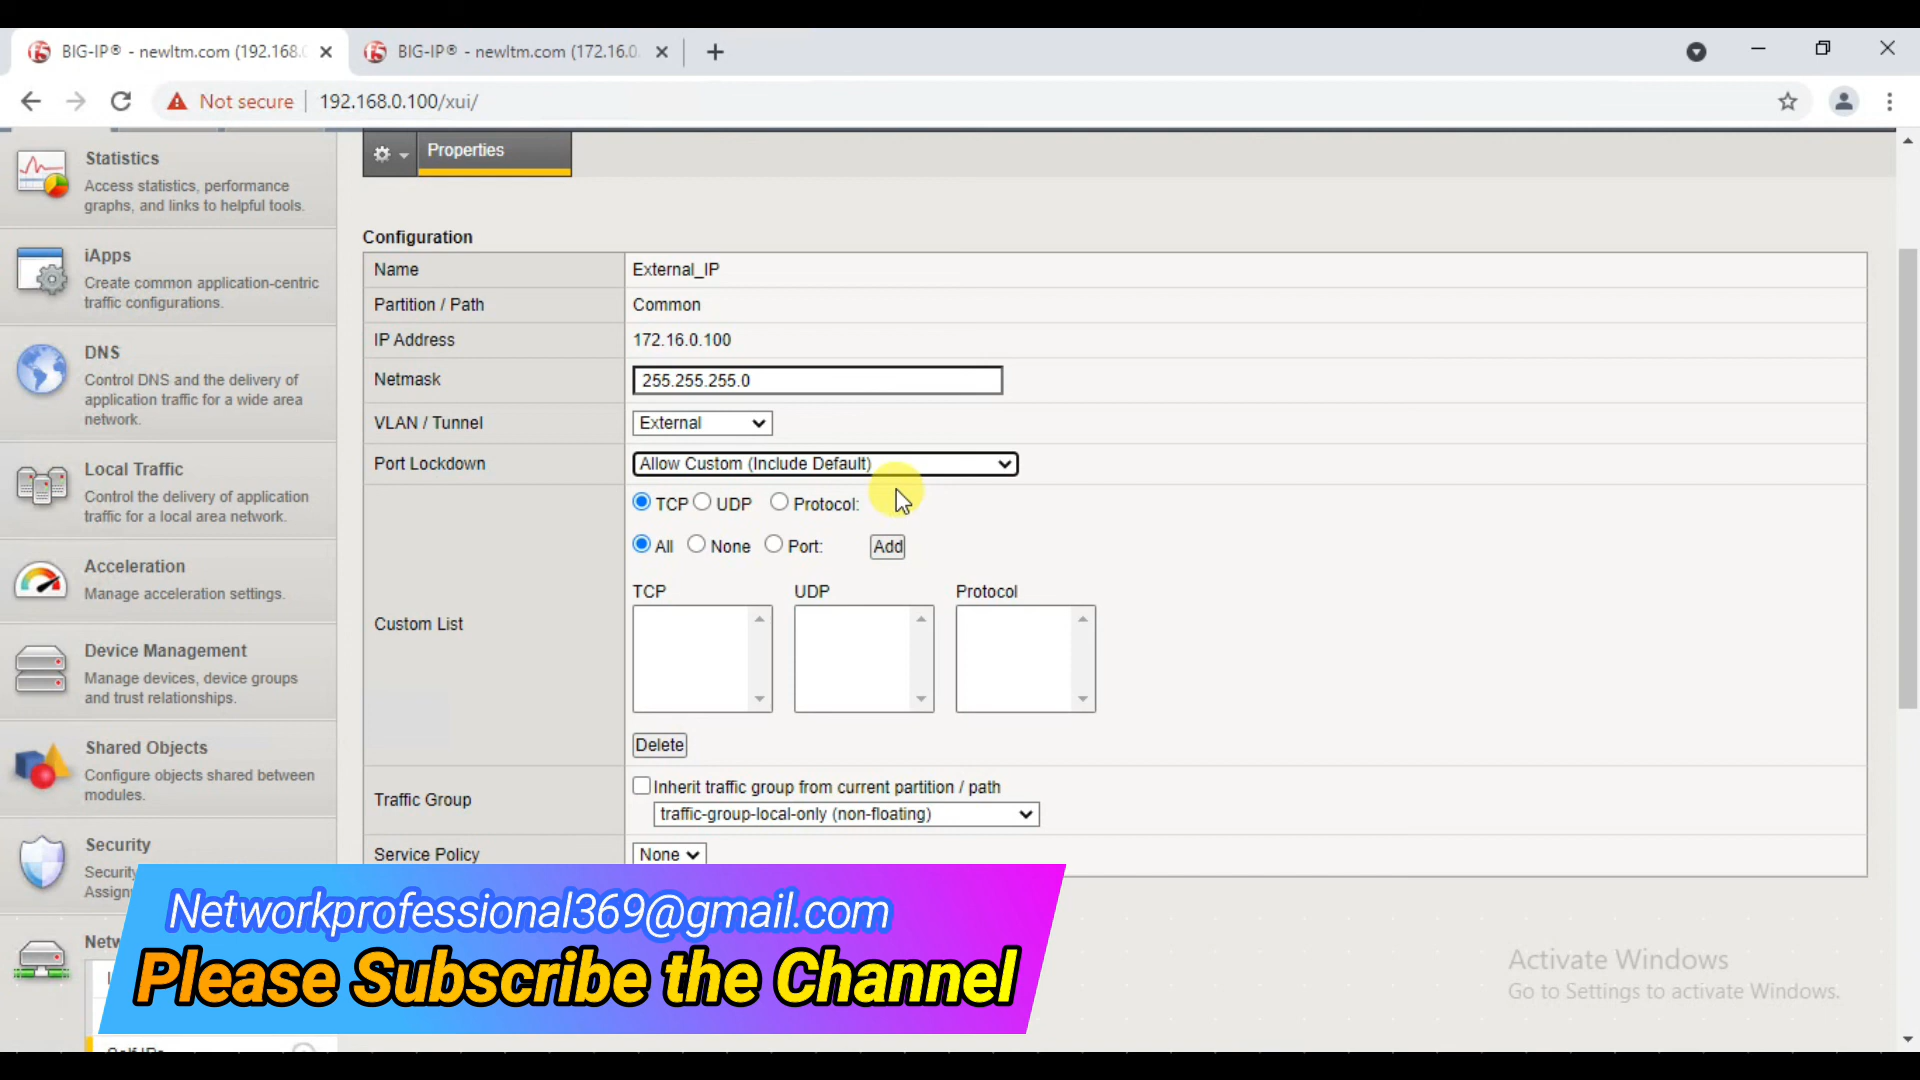 BIG-IP® - newltm.com (192.168.0
BIG-IP® - newltm.com (172.16.0.
Not secure
192.168.0.100/xui/
Statistics
Access statistics, performance
graphs, and links to helpful tools.
iApps
Create common application-centric
traffic configurations.
DNS
Control DNS and the delivery of
application traffic for a wide area
network.
Local Traffic
Control the delivery of application
traffic for a local area network.
Acceleration
Manage acceleration settings.
Device Management
Manage devices, device groups
and trust relationships.
Shared Objects
Configure objects shared between
modules.
Security
Properties
Configuration
Name External_IP
Partition / Path Common
IP Address 172.16.0.100
Netmask 255.255.255.0
VLAN / Tunnel External
Port Lockdown Allow Custom (Include Default)
TCP UDP Protocol:
All None Port: Add
TCP UDP Protocol
Custom List
Delete
Traffic Group
Inherit traffic group from current partition / path
traffic-group-local-only (non-floating)
Service Policy None
Networkprofessional369@gmail.com
Please Subscribe the Channel
Activate Windows
Go to Settings to activate Windows.